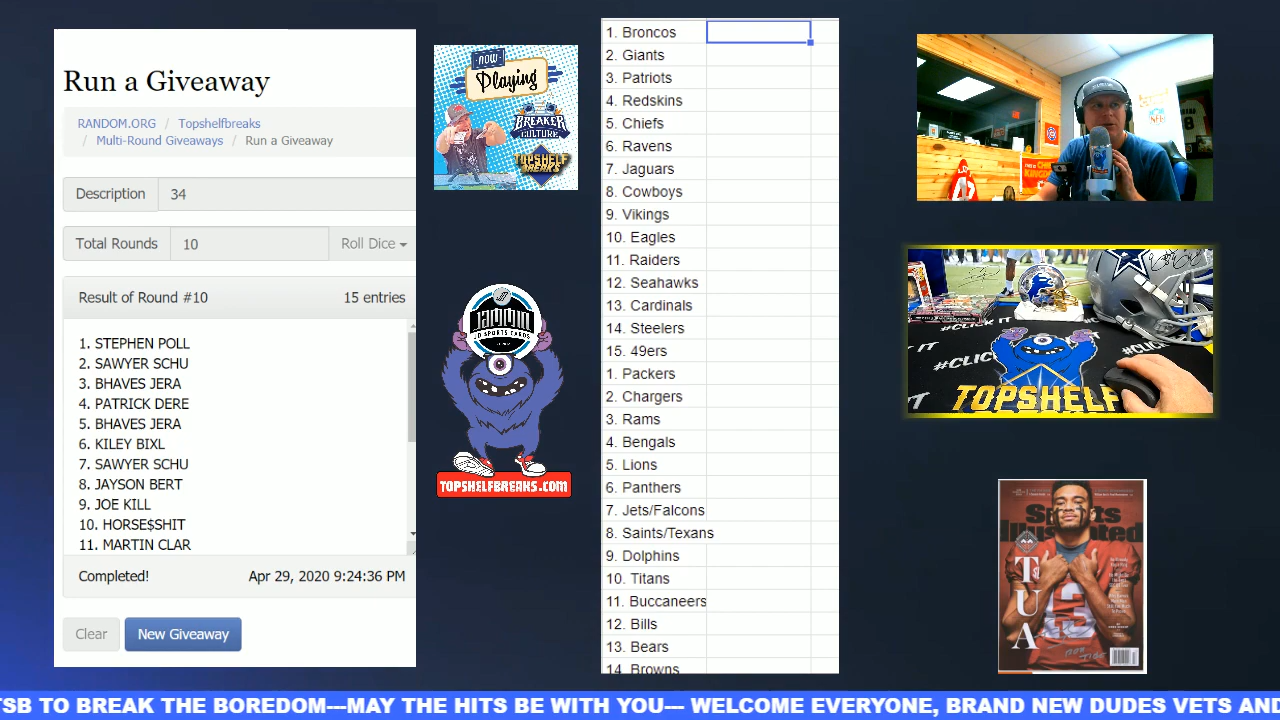 Run a Giveaway
RANDOM.ORG / Topshelfbreaks
/ Multi-Round Giveaways / Run a Giveaway
Description 34
Total Rounds 10 Roll Dice
Result of Round #10 15 entries
1. STEPHEN POLL
2. SAWYER SCHU
3. BHAVES JERA
4. PATRICK DERE
5. BHAVES JERA
6. KILEY BIXL
7. SAWYER SCHU
8. JAYSON BERT
9. JOE KILL
10. HORSE$SHIT
11. MARTIN CLAR
Completed! Apr 29, 2020 9:24:36 PM
Clear New Giveaway
NOW
Playing
BREAKER
CULTURE
TOPSHELF
BREAKS
D SPORTS CARDS
TOPSHELFBREAKS.COM
1. Broncos
2. Giants
3. Patriots
4. Redskins
5. Chiefs
6. Ravens
7. Jaguars
8. Cowboys
9. Vikings
10. Eagles
11. Raiders
12. Seahawks
13. Cardinals
14. Steelers
15. 49ers
1. Packers
2. Chargers
3. Rams
4. Bengals
5. Lions
6. Panthers
7. Jets/Falcons
8. Saints/Texans
9. Dolphins
10. Titans
11. Buccaneers
12. Bills
13. Bears
14. Browns
#CLICK IT
IT
#CLIC
#CLICK
TOPSHELF
Sports
Illustrated
TUA
13
TSB TO BREAK THE BOREDOM---MAY THE HITS BE WITH YOU--- WELCOME EVERYONE, BRAND NEW DUDES VETS AND